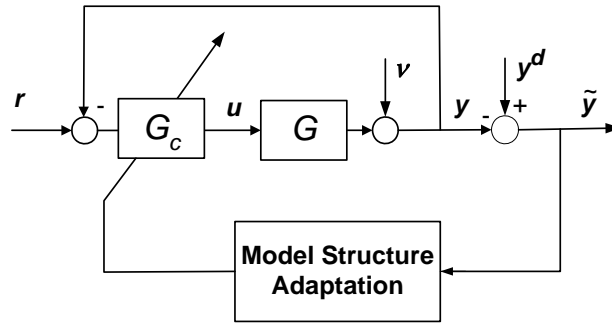 ν
y^d
r
-
G_c
u
G
y
-
+
ỹ
Model Structure
Adaptation